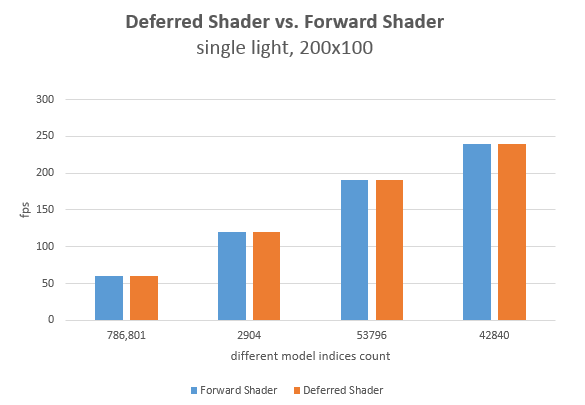 Deferred Shader vs. Forward Shader
single light, 200x100
300
250
200
150
100
50
0
fps
786,801 2904 53796 42840
different model indices count
Forward Shader Deferred Shader